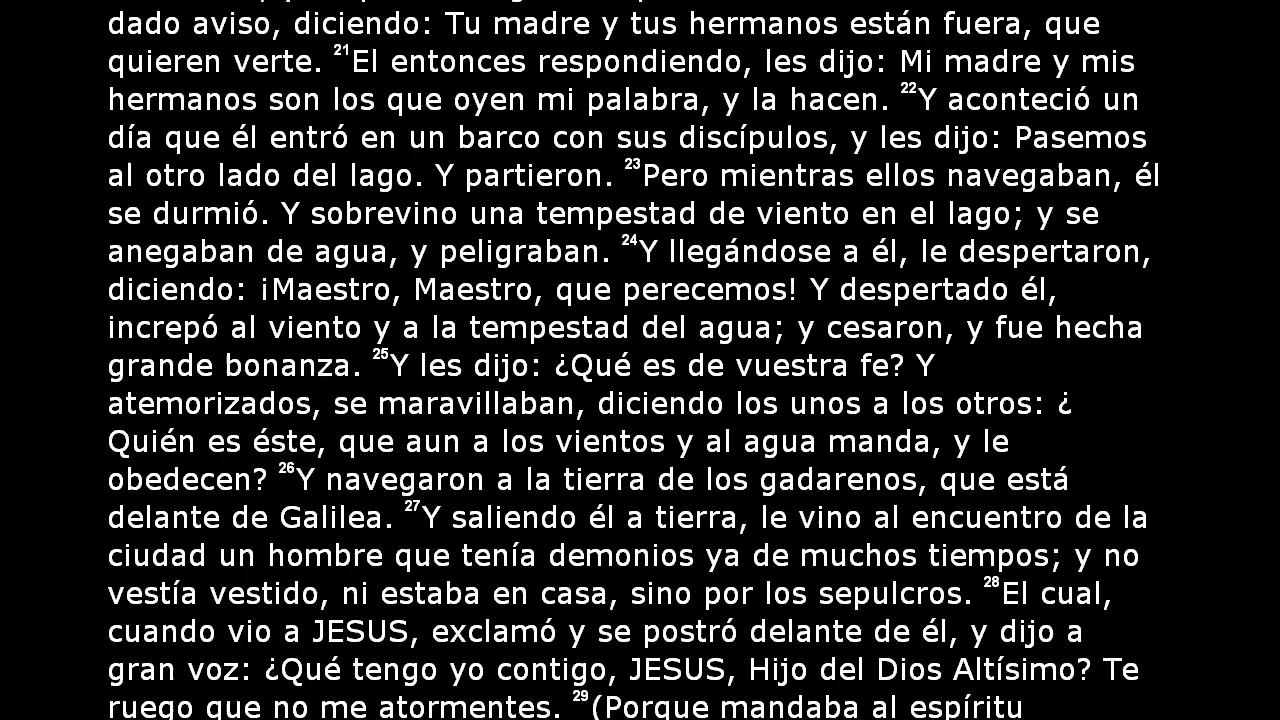 dado aviso, diciendo: Tu madre y tus hermanos están fuera, que
quieren verte. 21El entonces respondiendo, les dijo: Mi madre y mis
hermanos son los que oyen mi palabra, y la hacen. 22Y aconteció un
día que él entró en un barco con sus discípulos, y les dijo: Pasemos
al otro lado del lago. Y partieron. 23Pero mientras ellos navegaban, él
se durmió. Y sobrevino una tempestad de viento en el lago; y se
anegaban de agua, y peligraban. 24Y llegándose a él, le despertaron,
diciendo: ¡Maestro, Maestro, que perecemos! Y despertado él,
increpó al viento y a la tempestad del agua; y cesaron, y fue hecha
grande bonanza. 25Y les dijo: ¿Qué es de vuestra fe? Y
atemorizados, se maravillaban, diciendo los unos a los otros: ¿
Quién es éste, que aun a los vientos y al agua manda, y le
obedecen? 26Y navegaron a la tierra de los gadarenos, que está
delante de Galilea. 27Y saliendo él a tierra, le vino al encuentro de la
ciudad un hombre que tenía demonios ya de muchos tiempos; y no
vestía vestido, ni estaba en casa, sino por los sepulcros. 28El cual,
cuando vio a JESUS, exclamó y se postró delante de él, y dijo a
gran voz: ¿Qué tengo yo contigo, JESUS, Hijo del Dios Altísimo? Te
ruego que no me atormentes. 29(Porque mandaba al espíritu